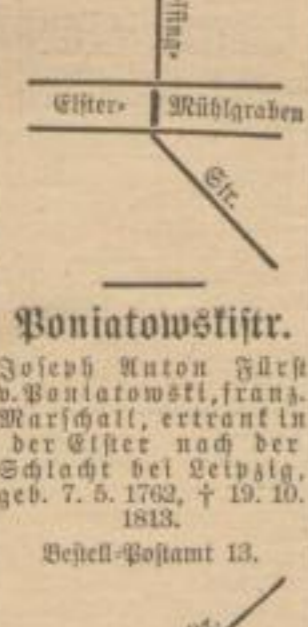 Elster- Mühlgraben
Str.
Poniatowskistr.
Joseph Anton Fürst
v. Poniatowski, franz.
Marschall, ertrank in
der Elster nach der
Schlacht bei Leipzig,
geb. 7. 5. 1762, † 19. 10.
1813.
Bestell-Postamt 13.